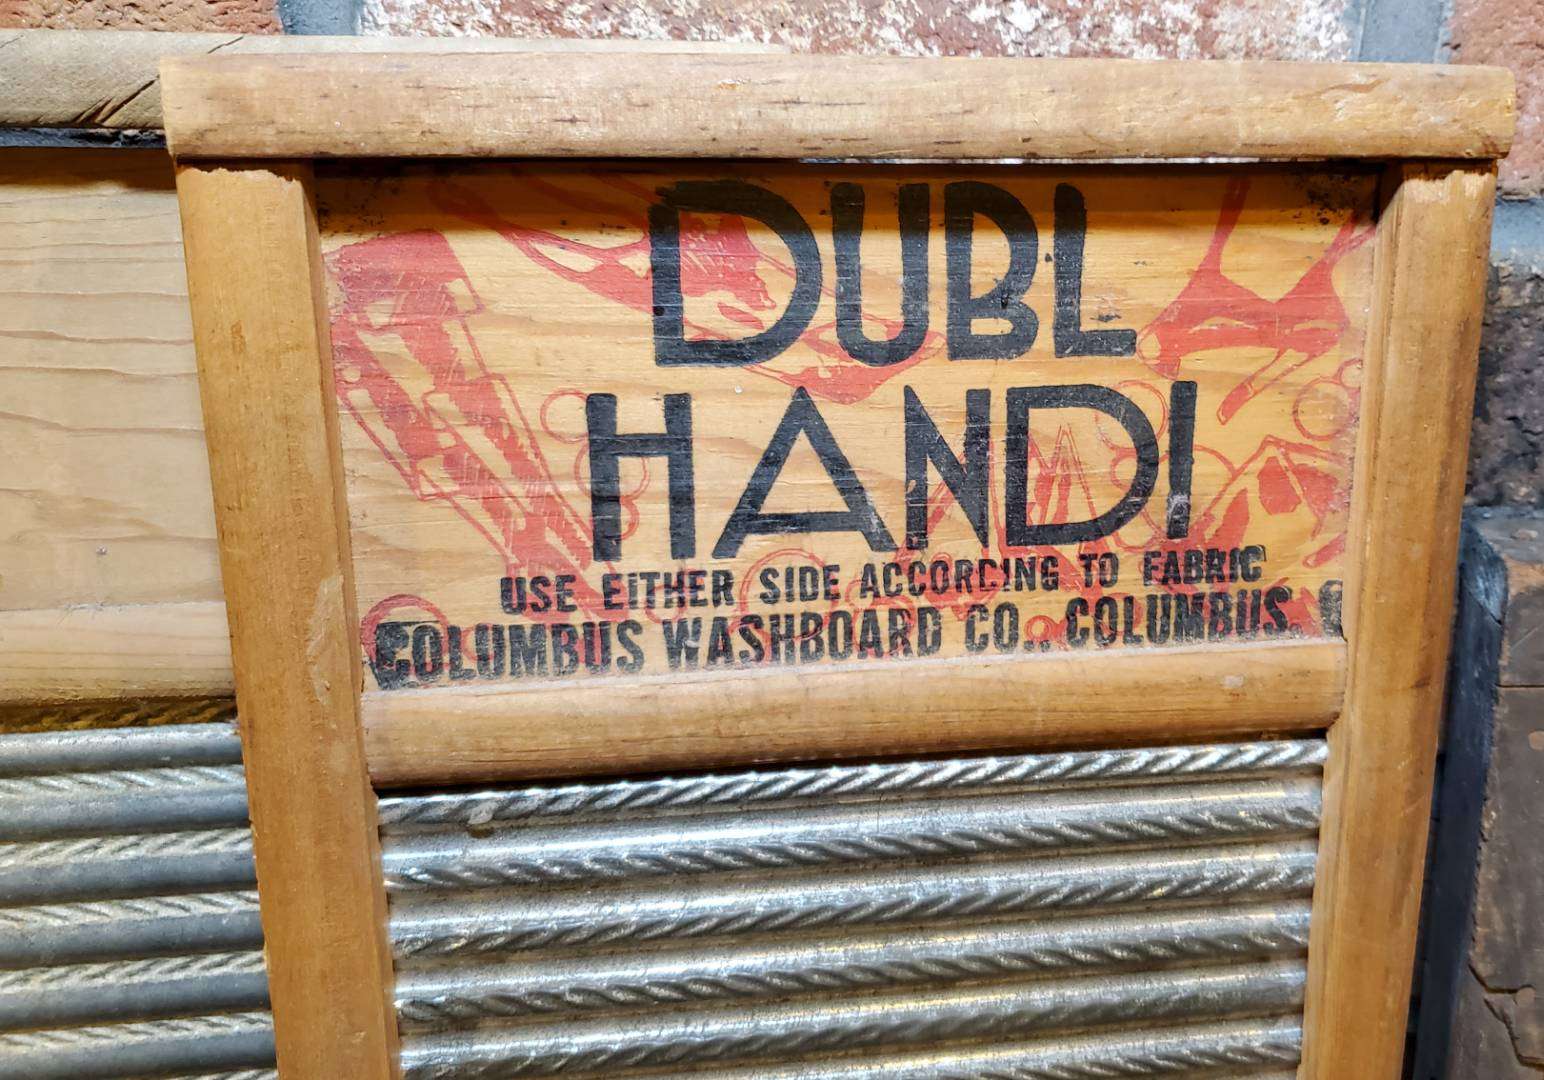 DUBL
HANDI
USE EITHER SIDE ACCORDING TO FABRIC
COLUMBUS WASHBOARD CO., COLUMBUS,